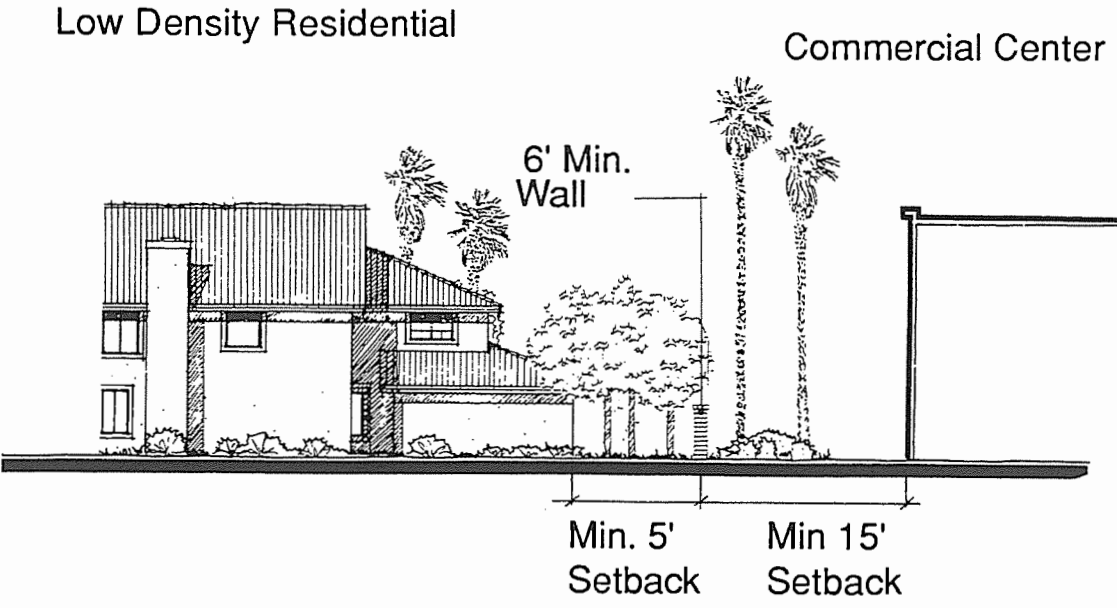 Low Density Residential
Commercial Center
6' Min.
Wall
Min. 5'
Setback
Min 15'
Setback